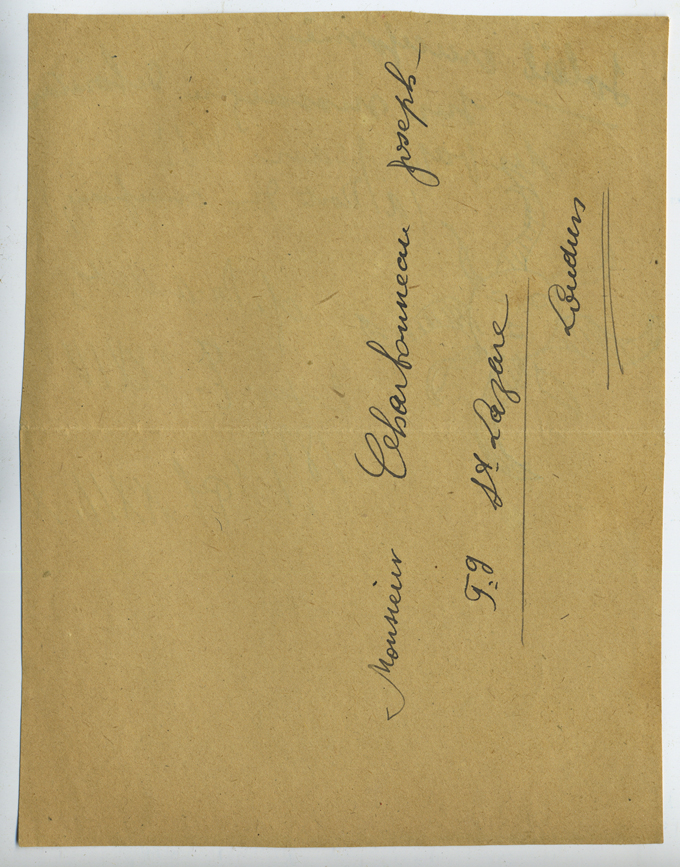 Monsieur Charbonneau Joseph
Fg St Lazare
Loudun